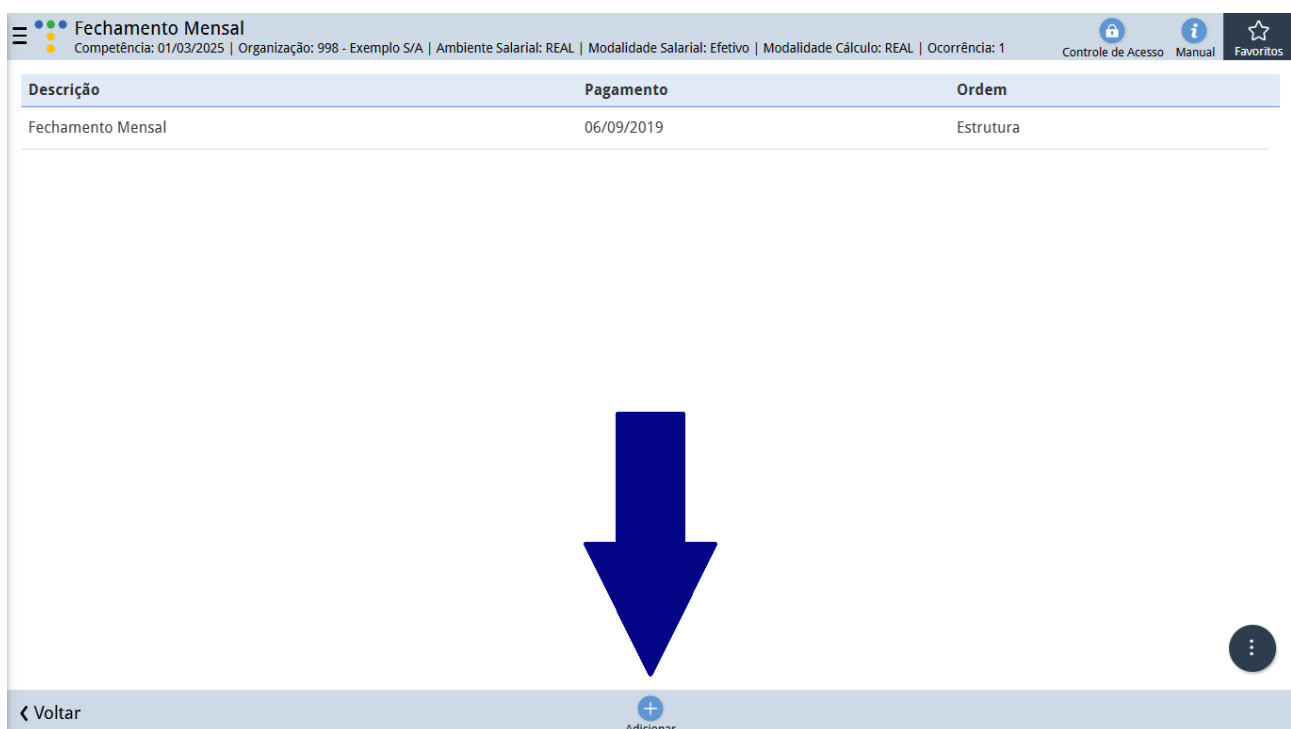 Fechamento Mensal
Competência: 01/03/2025 | Organização: 998 - Exemplo S/A | Ambiente Salarial: REAL | Modalidade Salarial: Efetivo | Modalidade Cálculo: REAL | Ocorrência: 1
Controle de Acesso Manual Favoritos
Descrição Pagamento Ordem
Fechamento Mensal 06/09/2019 Estrutura
Voltar
Adicionar